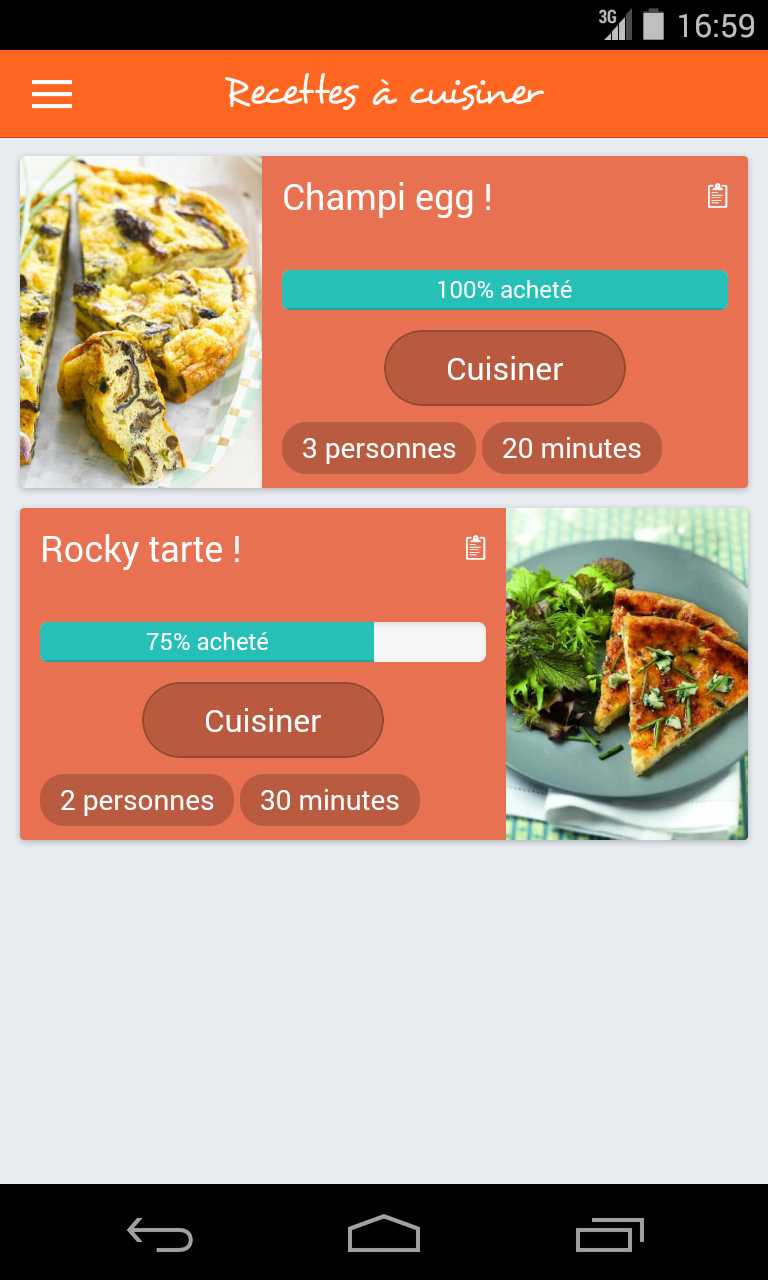 3G 16:59
Recettes à cuisiner
Champi egg !
100% acheté
Cuisiner
3 personnes 20 minutes
Rocky tarte !
75% acheté
Cuisiner
2 personnes 30 minutes